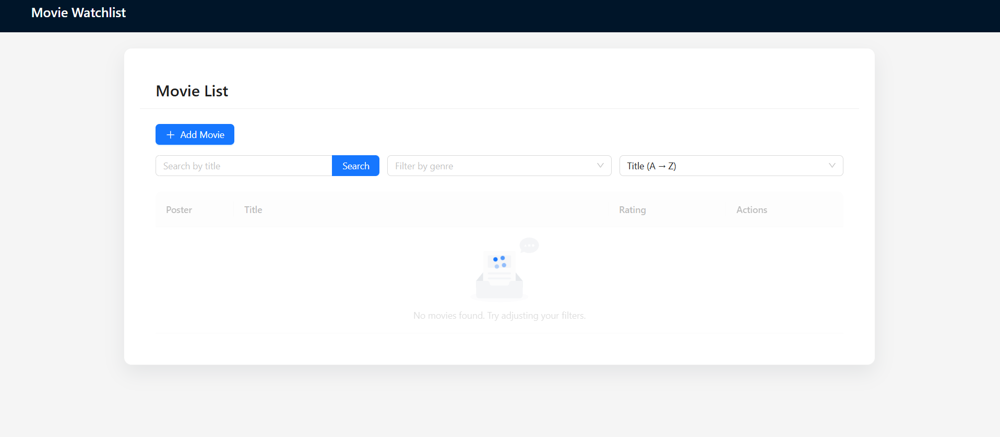 Movie Watchlist
Movie List
Add Movie
Search by title
Search
Filter by genre
Title (A → Z)
Poster Title Rating Actions
No movies found. Try adjusting your filters.